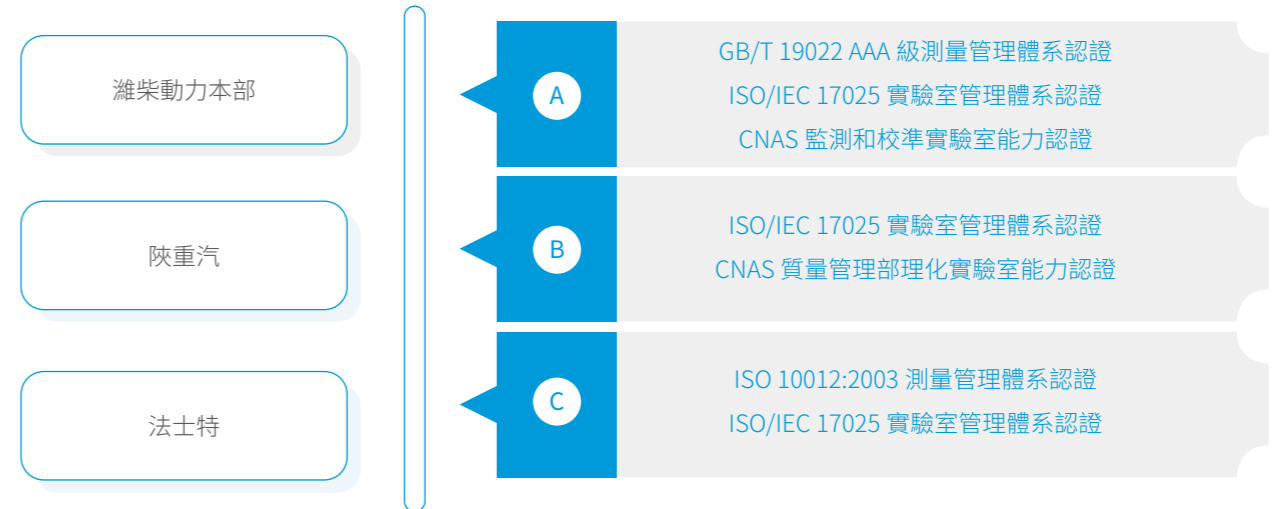 濰柴動力本部
A
GB/T 19022 AAA 級測量管理體系認證
ISO/IEC 17025 實驗室管理體系認證
CNAS 監測和校準實驗室能力認證
陝重汽
B
ISO/IEC 17025 實驗室管理體系認證
CNAS 質量管理部理化實驗室能力認證
法士特
C
ISO 10012:2003 測量管理體系認證
ISO/IEC 17025 實驗室管理體系認證